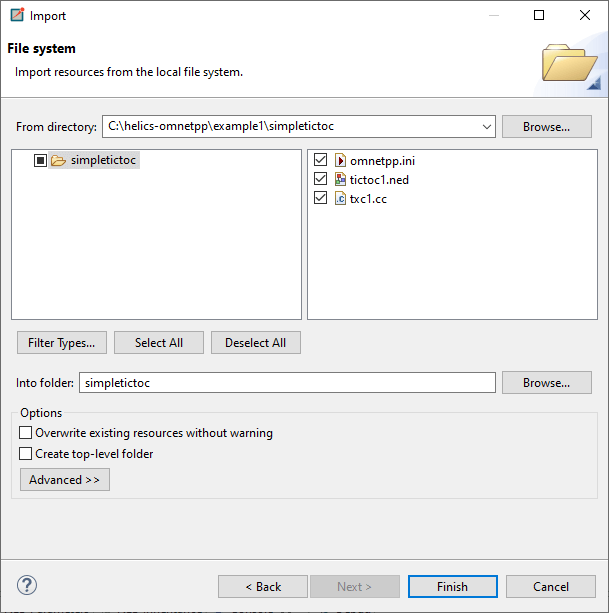 Import
File system
Import resources from the local file system.
From directory: C:\helics-omnetpp\example1\simpletictoc Browse...
simpletictoc
omnetpp.ini
tictoc1.ned
txc1.cc
Filter Types... Select All Deselect All
Into folder: simpletictoc Browse...
Options
Overwrite existing resources without warning
Create top-level folder
Advanced >>
? < Back Next > Finish Cancel